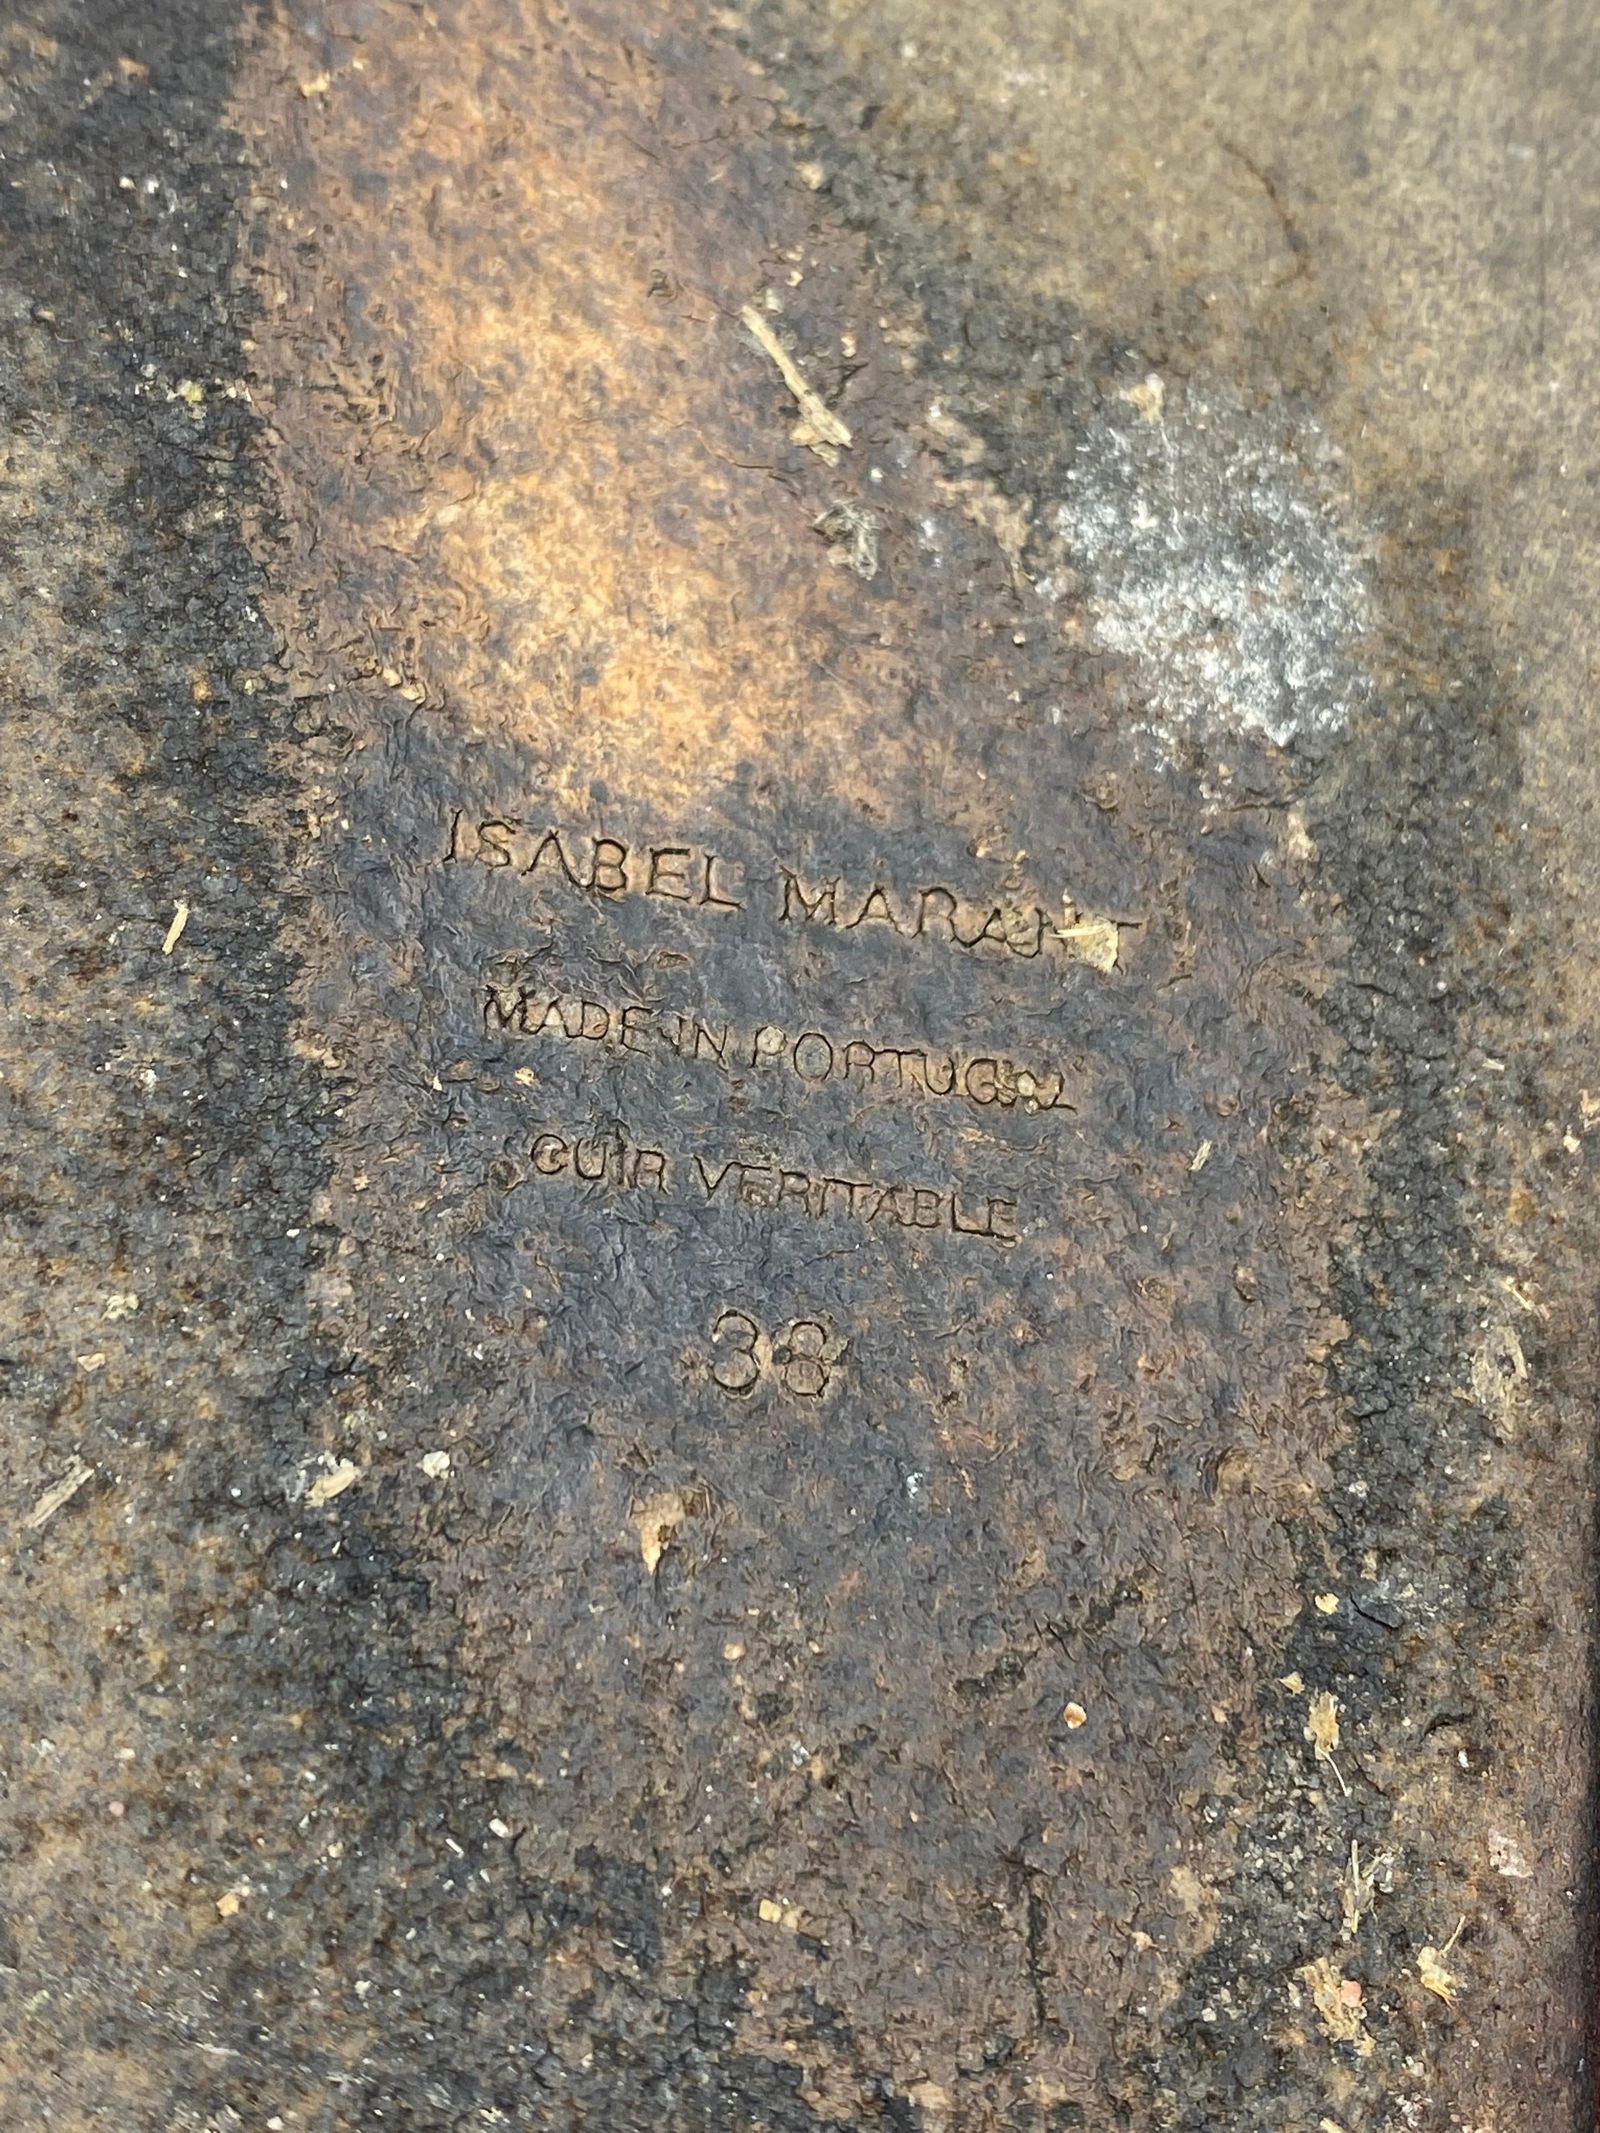 ISABEL MARANT
MADE IN PORTUGAL
CUIR VERITABLE
38